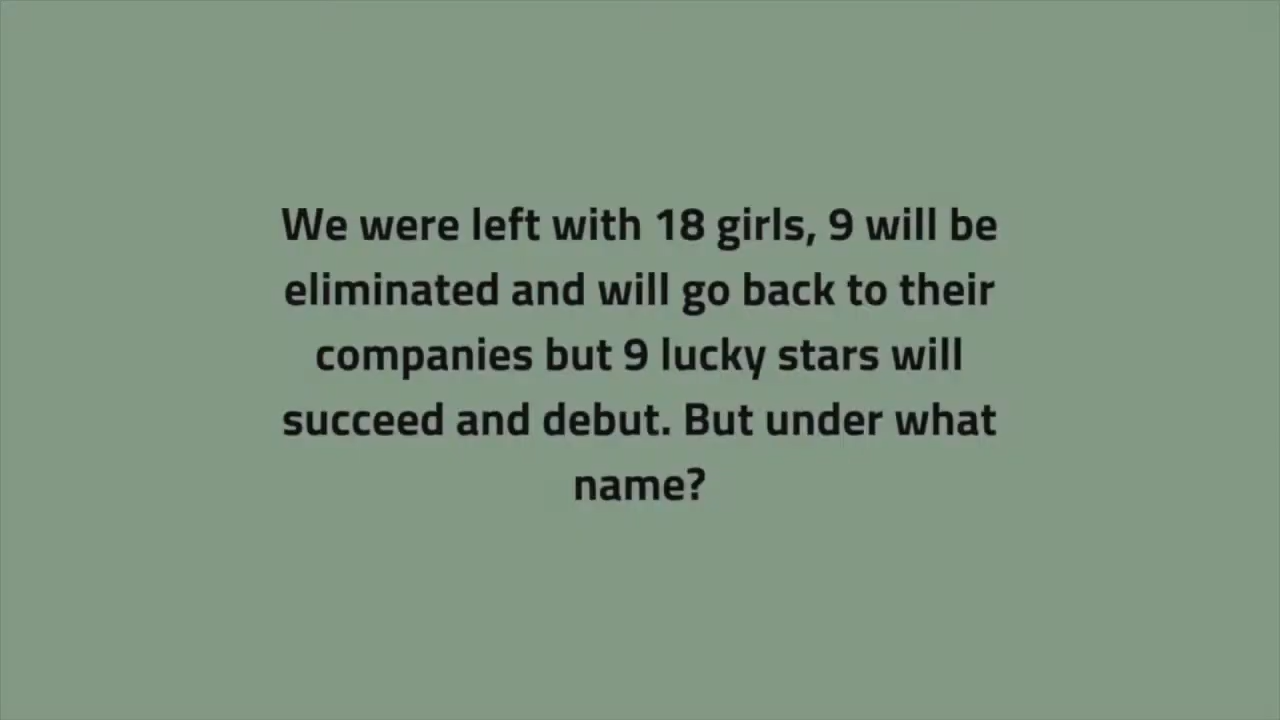 We were left with 18 girls, 9 will be
eliminated and will go back to their
companies but 9 lucky stars will
succeed and debut. But under what
name?